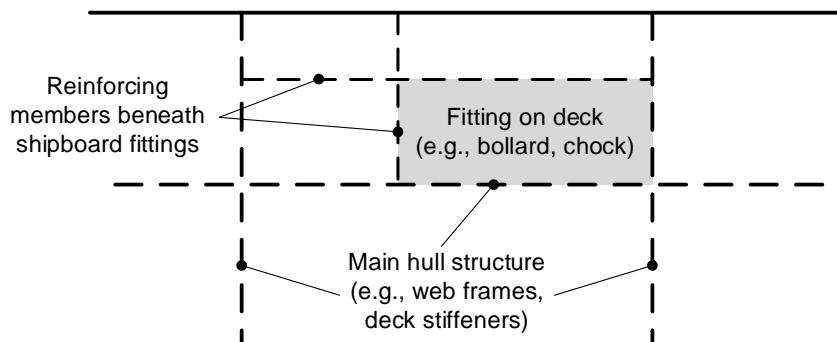 Reinforcing
members beneath
shipboard fittings
Fitting on deck
(e.g., bollard, chock)
Main hull structure
(e.g., web frames,
deck stiffeners)